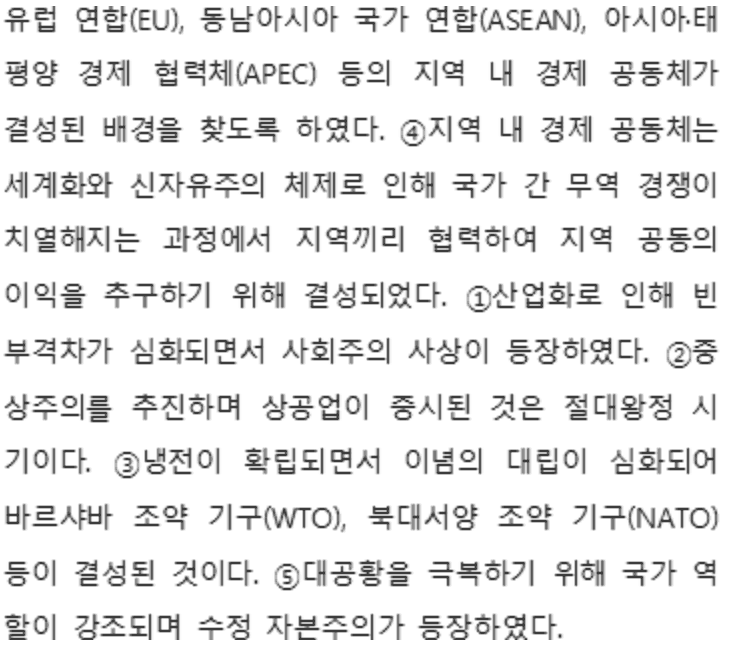 유럽 연합(EU), 동남아시아 국가 연합(ASEAN), 아시아·태
평양 경제 협력체(APEC) 등의 지역 내 경제 공동체가
결성된 배경을 찾도록 하였다. ④지역 내 경제 공동체는
세계화와 신자유주의 체제로 인해 국가 간 무역 경쟁이
치열해지는 과정에서 지역끼리 협력하여 지역 공동의
이익을 추구하기 위해 결성되었다. ①산업화로 인해 빈
부격차가 심화되면서 사회주의 사상이 등장하였다. ②중
상주의를 추진하며 상공업이 중시된 것은 절대왕정 시
기이다. ③냉전이 확립되면서 이념의 대립이 심화되어
바르샤바 조약 기구(WTO), 북대서양 조약 기구(NATO)
등이 결성된 것이다. ⑤대공황을 극복하기 위해 국가 역
할이 강조되며 수정 자본주의가 등장하였다.